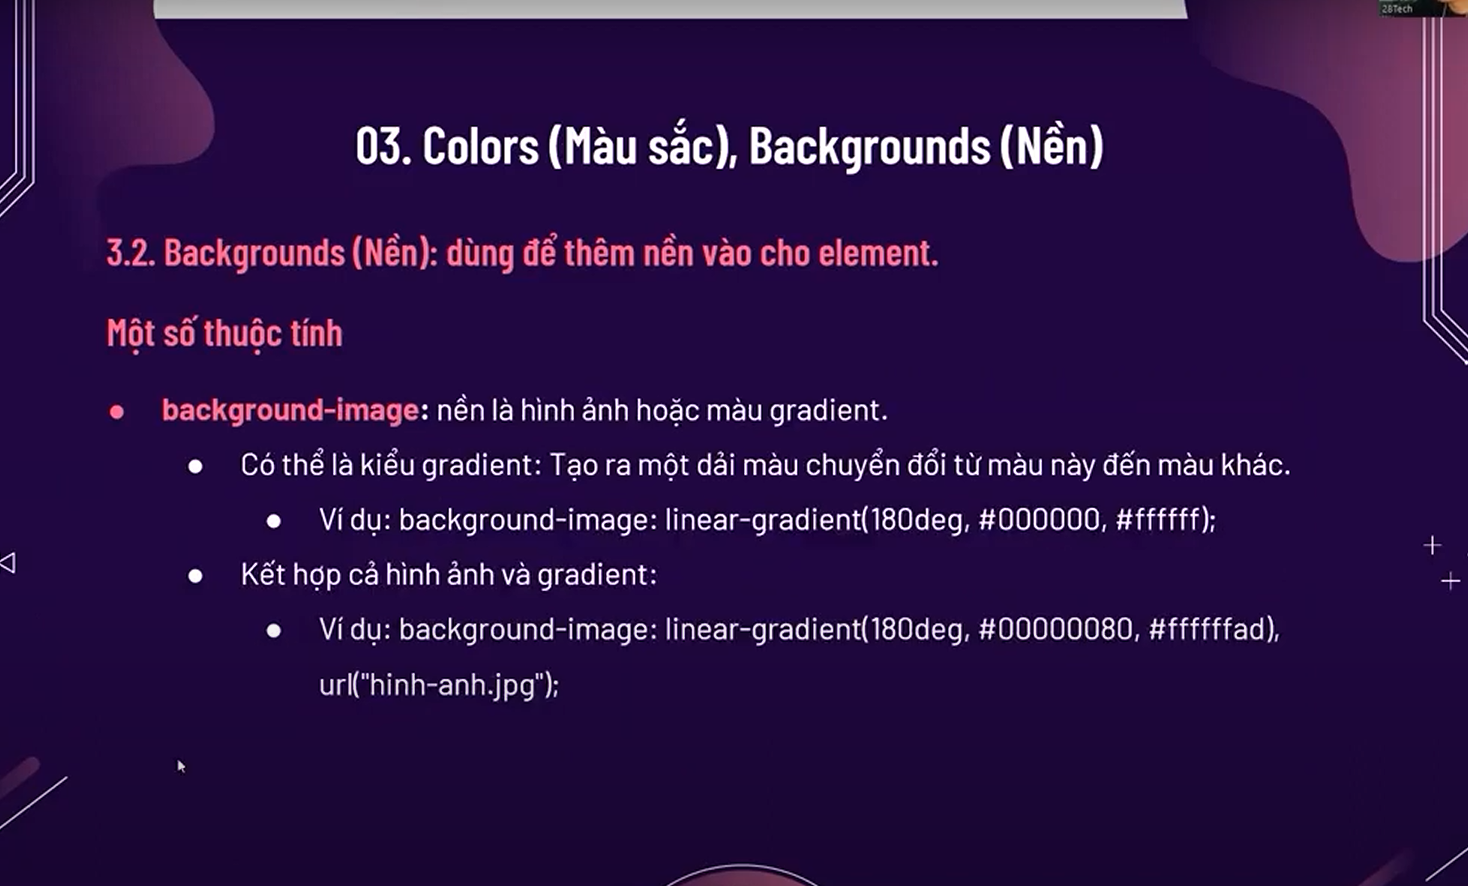 28Tech
03. Colors (Màu sắc), Backgrounds (Nền)
3.2. Backgrounds (Nền): dùng để thêm nền vào cho element.
Một số thuộc tính
background-image: nền là hình ảnh hoặc màu gradient.
Có thể là kiểu gradient: Tạo ra một dải màu chuyển đổi từ màu này đến màu khác.
Ví dụ: background-image: linear-gradient(180deg, #000000, #ffffff);
Kết hợp cả hình ảnh và gradient:
Ví dụ: background-image: linear-gradient(180deg, #00000080, #ffffffad),
url("hinh-anh.jpg");